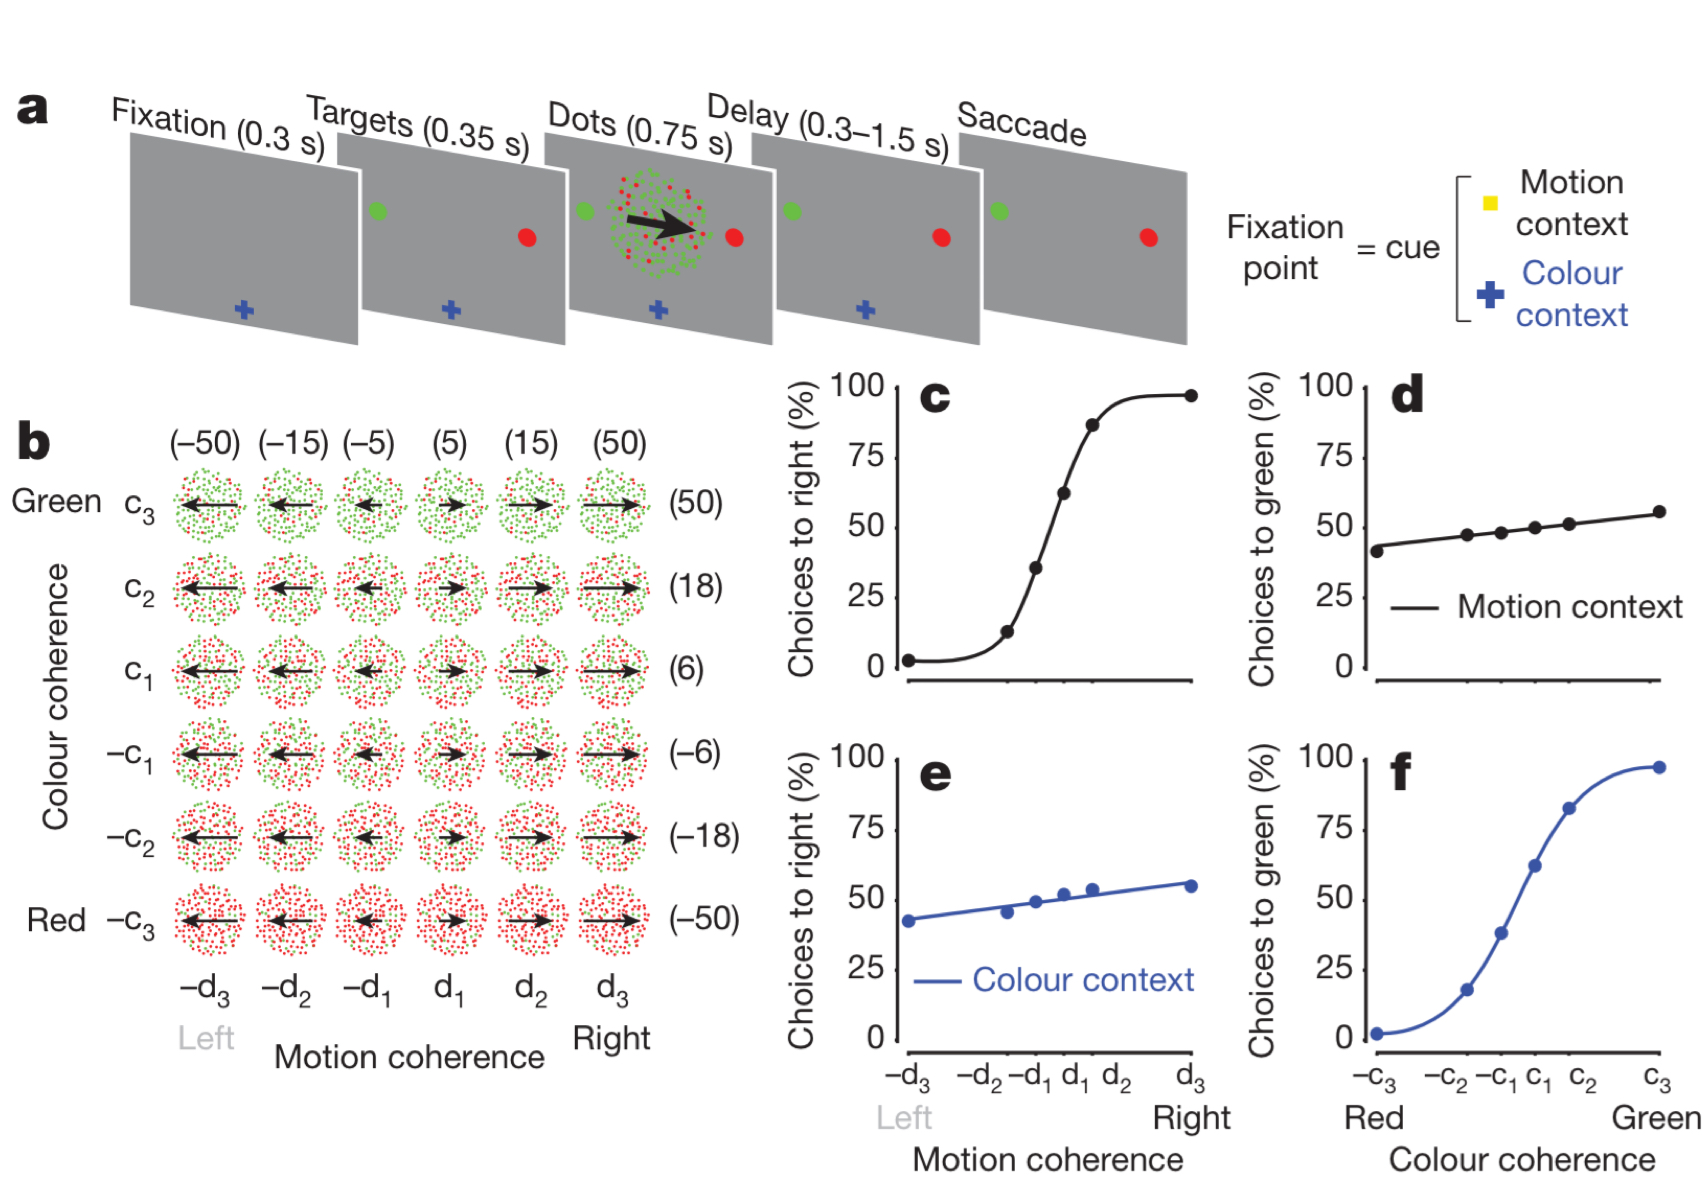 a
Fixation (0.3 s)
Targets (0.35 s)
Dots (0.75 s)
Delay (0.3–1.5 s)
Saccade
Fixation
point
= cue
Motion
context
Colour
context
b
(–50) (–15) (–5) (5) (15) (50)
Green c3 (50)
c2 (18)
c1 (6)
–c1 (–6)
–c2 (–18)
Red –c3 (–50)
Colour coherence
–d3 –d2 –d1 d1 d2 d3
Left Right
Motion coherence
c
Choices to right (%)
100
75
50
25
0
d
Choices to green (%)
100
75
50
25
0
Motion context
e
Choices to right (%)
100
75
50
25
0
Colour context
–d3 –d2 –d1 d1 d2 d3
Left Right
Motion coherence
f
Choices to green (%)
100
75
50
25
0
–c3 –c2 –c1 c1 c2 c3
Red Green
Colour coherence